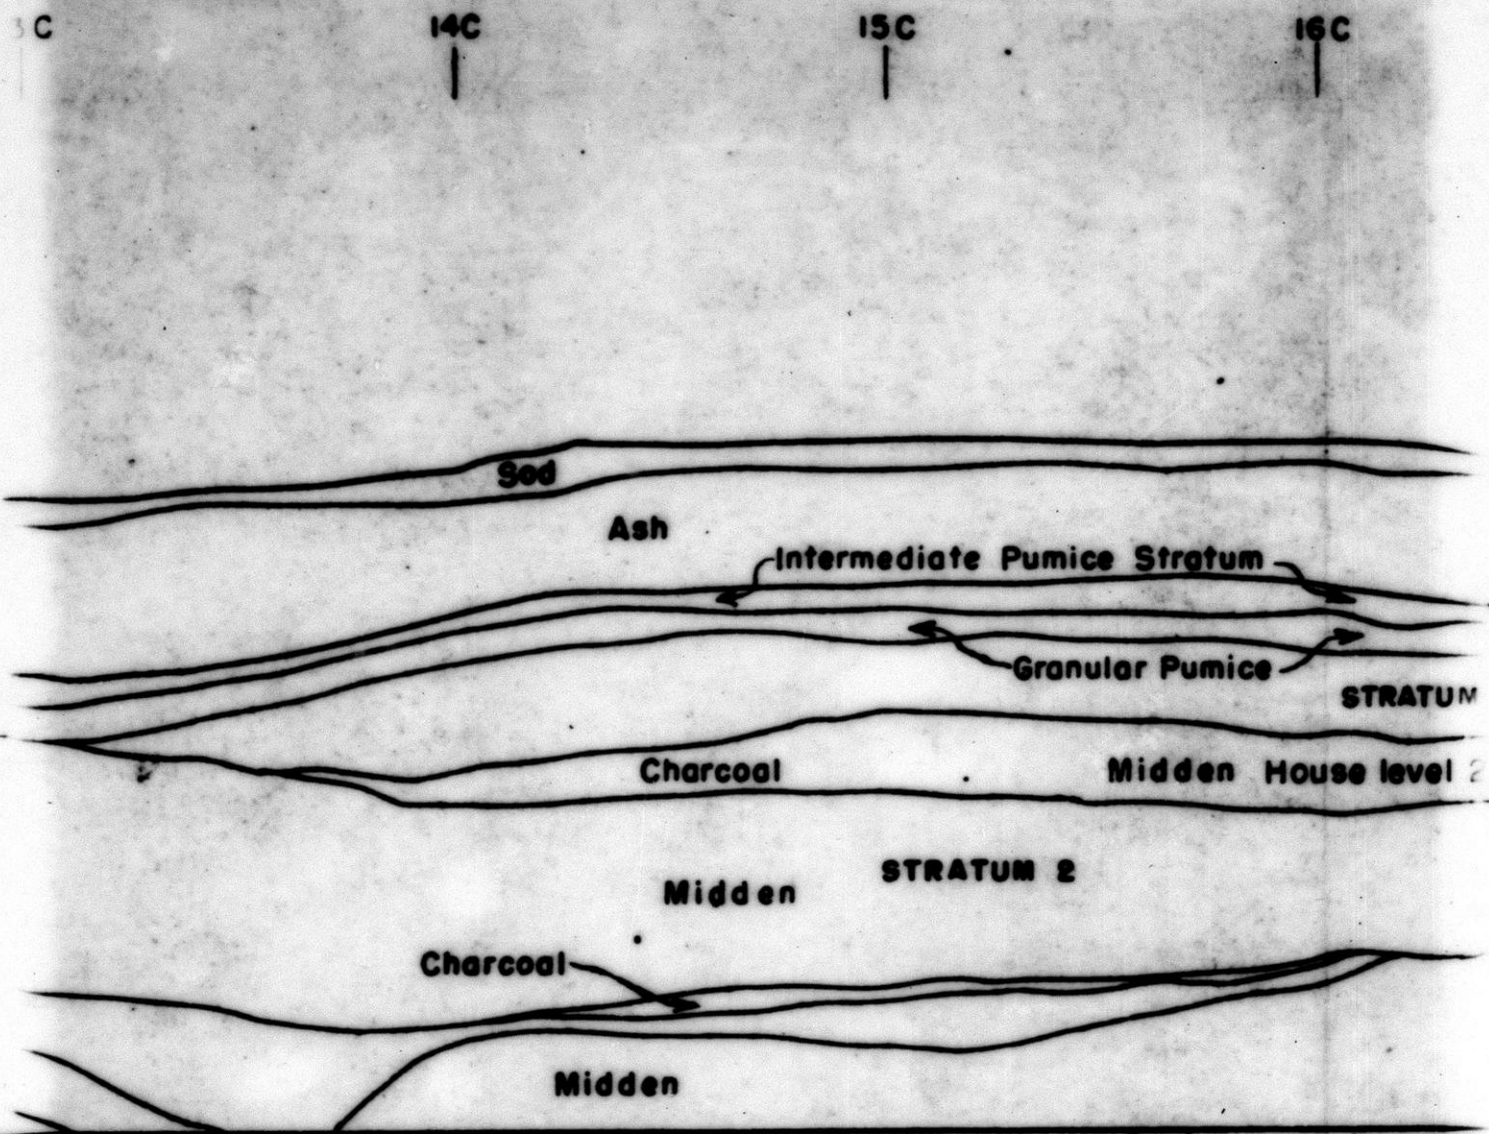 C 14C 15C 16C
Sod
Ash
Intermediate Pumice Stratum
Granular Pumice
STRATUM
Charcoal Midden House level 2
STRATUM 2
Midden
Charcoal
Midden